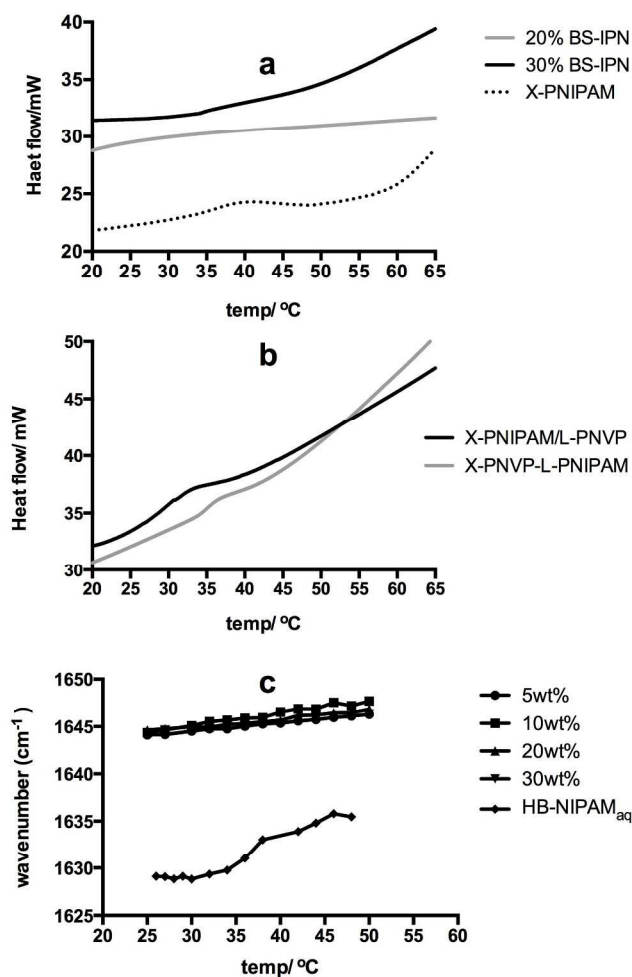 a
40
35
30
25
20
Haet flow/mW
20 25 30 35 40 45 50 55 60 65
temp/ ºC
20% BS-IPN
30% BS-IPN
X-PNIPAM
b
50
45
40
35
30
Heat flow/ mW
20 25 30 35 40 45 50 55 60 65
temp/ ºC
X-PNIPAM/L-PNVP
X-PNVP-L-PNIPAM
c
1650
1645
1640
1635
1630
1625
wavenumber (cm⁻¹)
20 25 30 35 40 45 50 55 60
temp/ ºC
5wt%
10wt%
20wt%
30wt%
HB-NIPAMaq